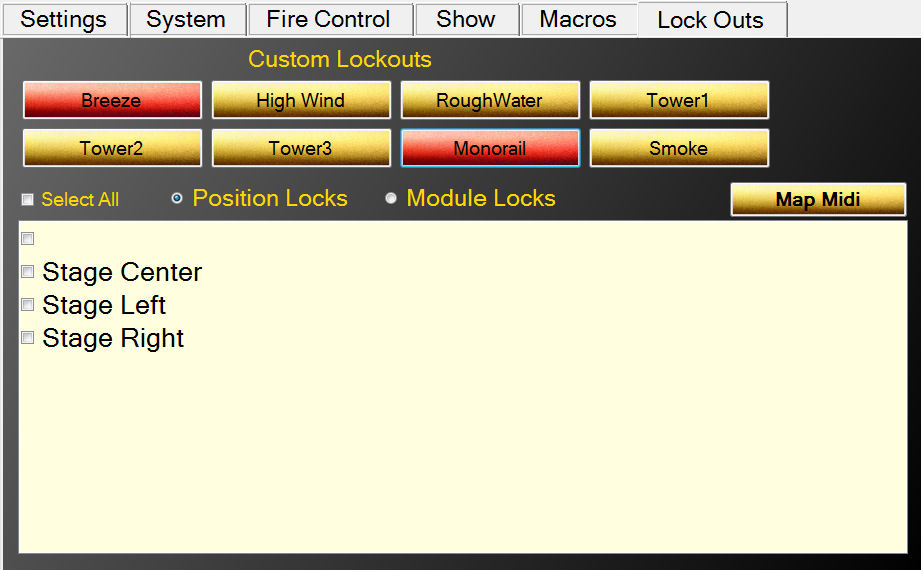 Settings System Fire Control Show Macros Lock Outs
Custom Lockouts
Breeze High Wind RoughWater Tower1
Tower2 Tower3 Monorail Smoke
Select All Position Locks Module Locks Map Midi
Stage Center
Stage Left
Stage Right